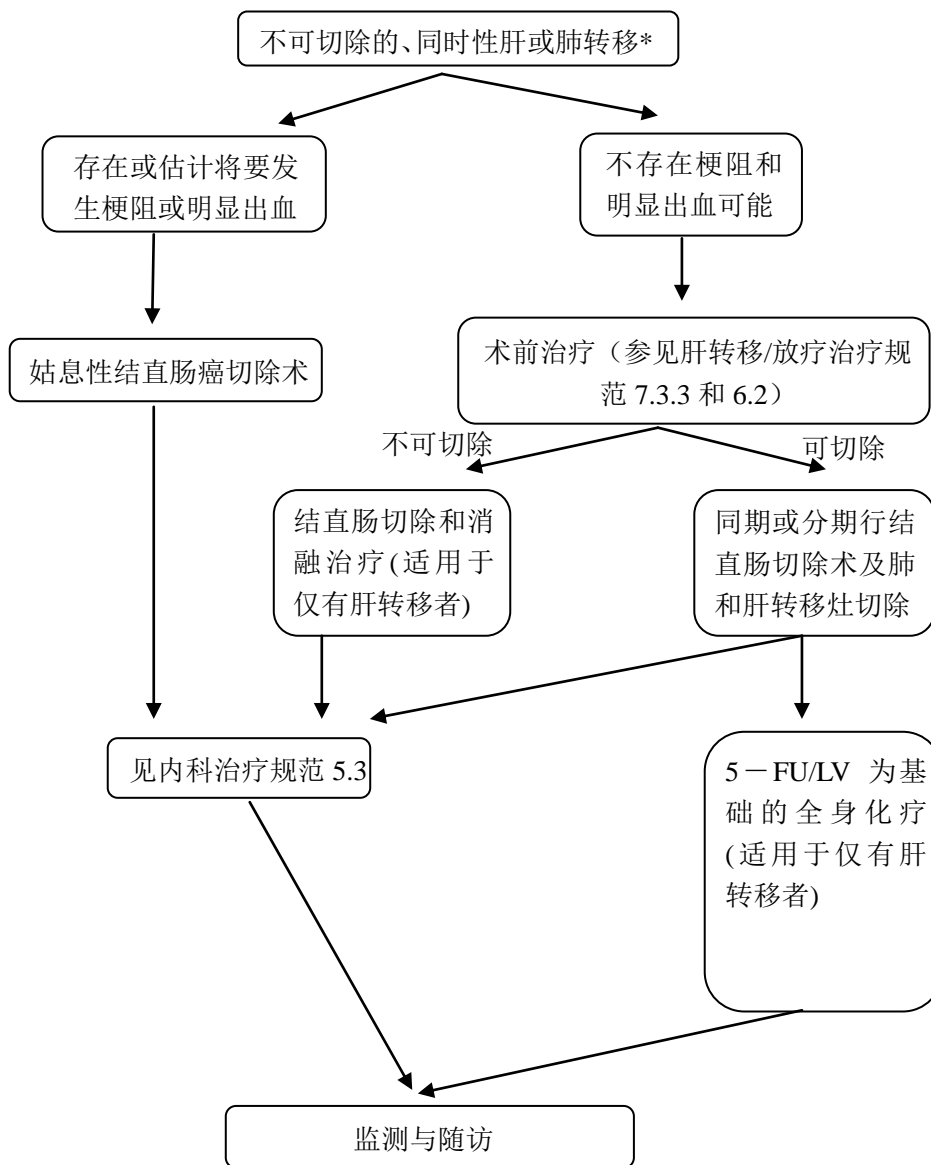 不可切除的、同时性肝或肺转移*
存在或估计将要发
生梗阻或明显出血
不存在梗阻和
明显出血可能
姑息性结直肠癌切除术
术前治疗（参见肝转移/放疗治疗规
范 7.3.3 和 6.2）
不可切除
可切除
结直肠切除和消
融治疗(适用于
仅有肝转移者)
同期或分期行结
直肠切除术及肺
和肝转移灶切除
见内科治疗规范 5.3
5－FU/LV 为基
础的全身化疗
(适用于仅有肝
转移者)
监测与随访